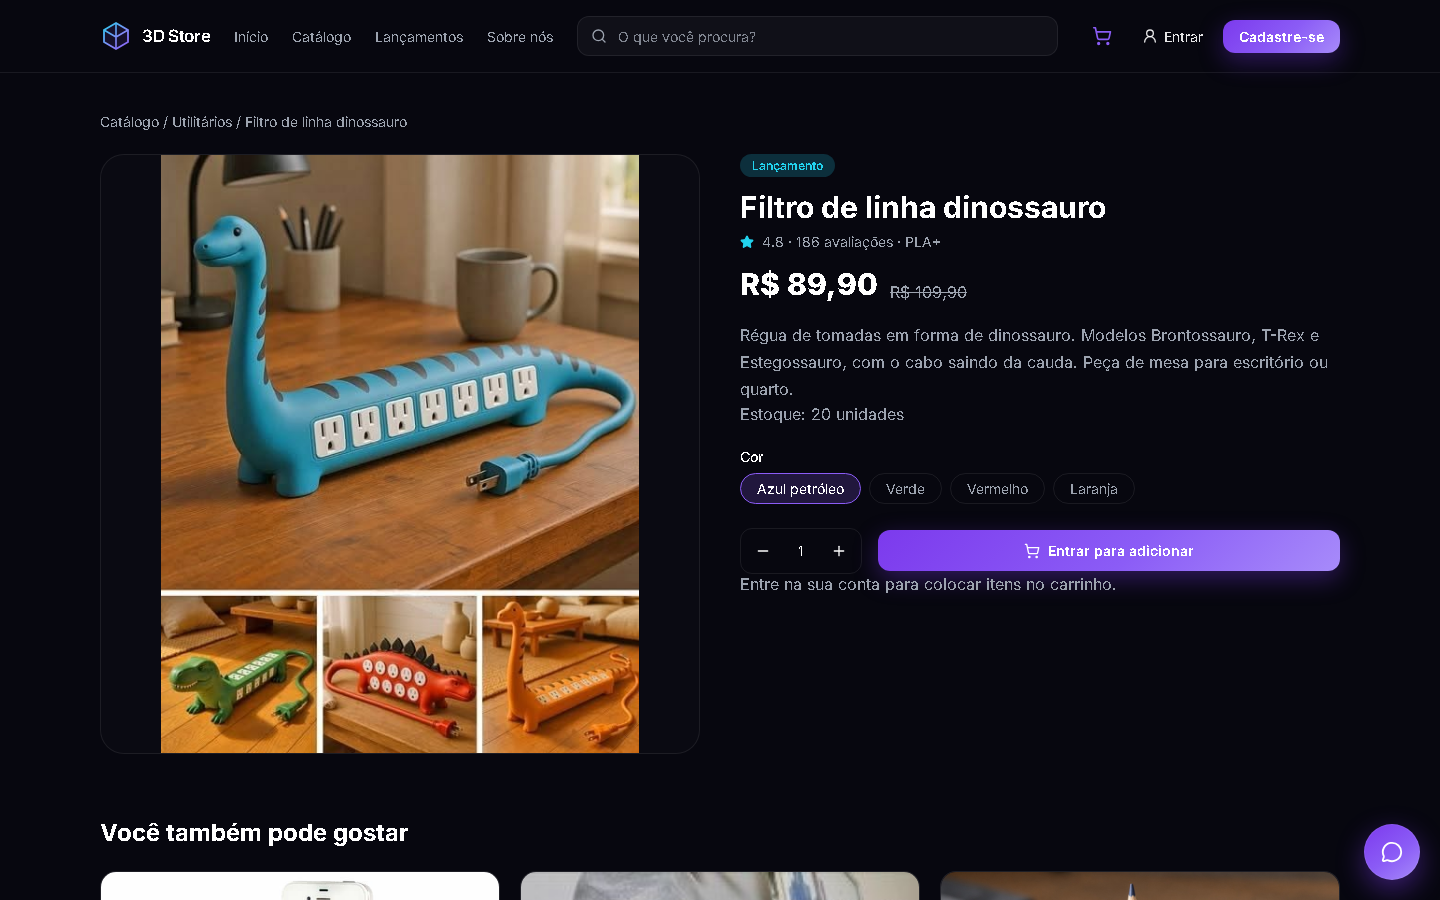 3D Store
Início
Catálogo
Lançamentos
Sobre nós
O que você procura?
Entrar
Cadastre-se
Catálogo / Utilitários / Filtro de linha dinossauro
Lançamento
Filtro de linha dinossauro
4.8 · 186 avaliações · PLA+
R$ 89,90 R$ 109,90
Régua de tomadas em forma de dinossauro. Modelos Brontossauro, T-Rex e
Estegossauro, com o cabo saindo da cauda. Peça de mesa para escritório ou
quarto.
Estoque: 20 unidades
Cor
Azul petróleo
Verde
Vermelho
Laranja
1
Entrar para adicionar
Entre na sua conta para colocar itens no carrinho.
Você também pode gostar